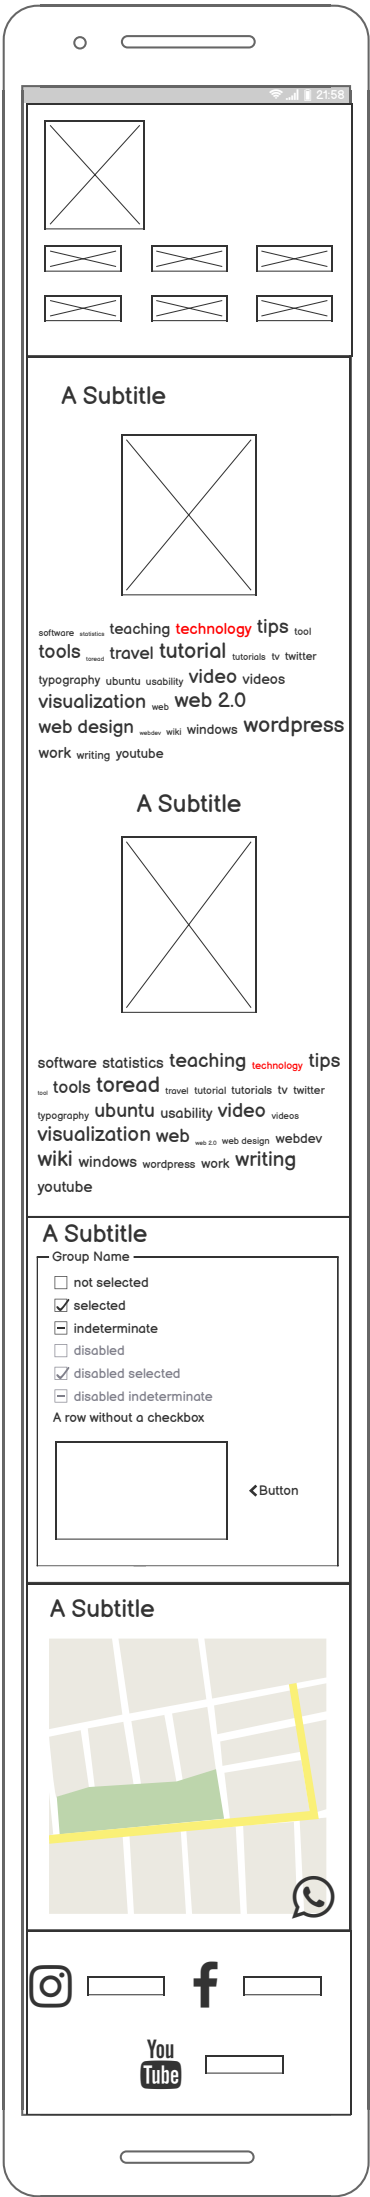 21:58
A Subtitle
software statistics teaching technology tips tool
tools toread travel tutorial tutorials tv twitter
typography ubuntu usability video videos
visualization web web 2.0
web design webdev wiki windows wordpress
work writing youtube
A Subtitle
software statistics teaching technology tips
tool tools toread travel tutorial tutorials tv twitter
typography ubuntu usability video videos
visualization web web 2.0 web design webdev
wiki windows wordpress work writing
youtube
A Subtitle
Group Name
not selected
selected
indeterminate
disabled
disabled selected
disabled indeterminate
A row without a checkbox
Button
A Subtitle
You
Tube